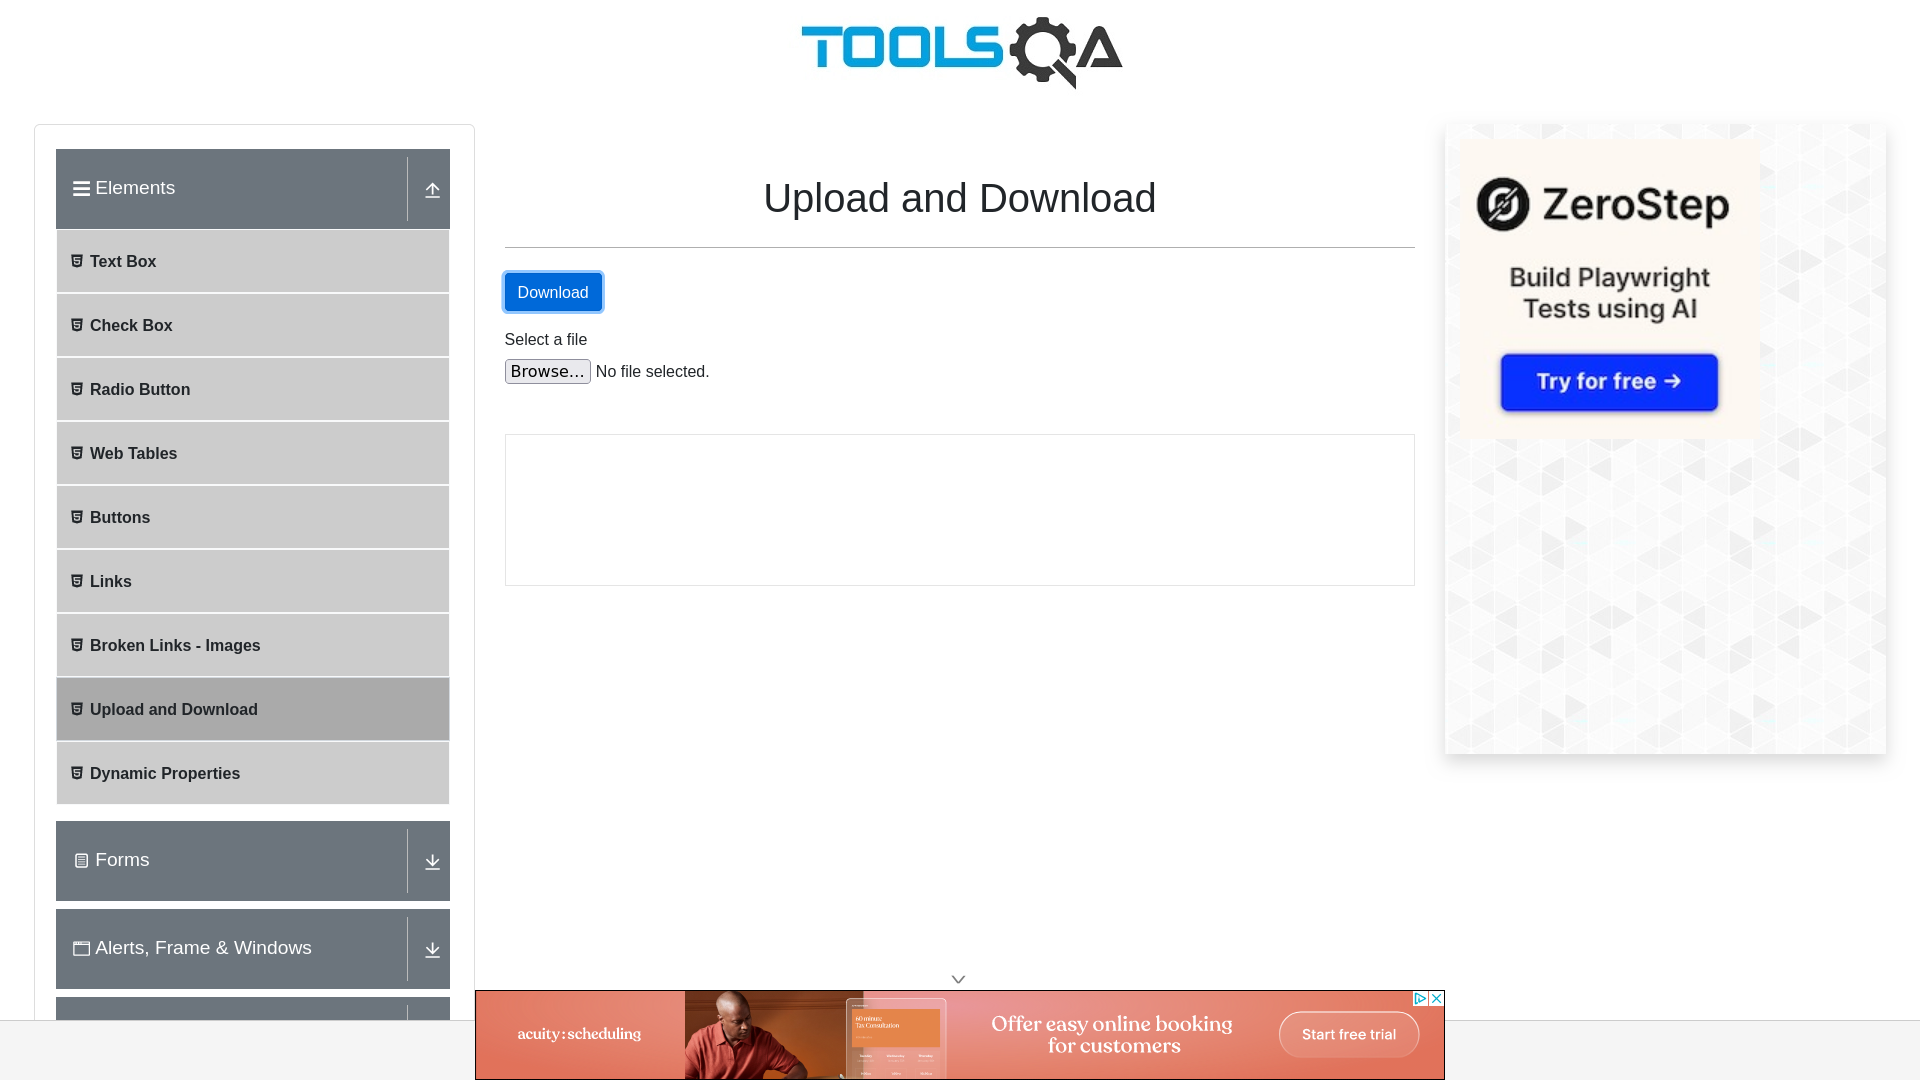 TOOLSQA
Elements
Text Box
Check Box
Radio Button
Web Tables
Buttons
Links
Broken Links - Images
Upload and Download
Dynamic Properties
Forms
Alerts, Frame & Windows
Upload and Download
Download
Select a file
Browse... No file selected.
ZeroStep
Build Playwright
Tests using AI
Try for free →
acuity:scheduling
60 minute
Tax Consultation
Offer easy online booking
for customers
Start free trial